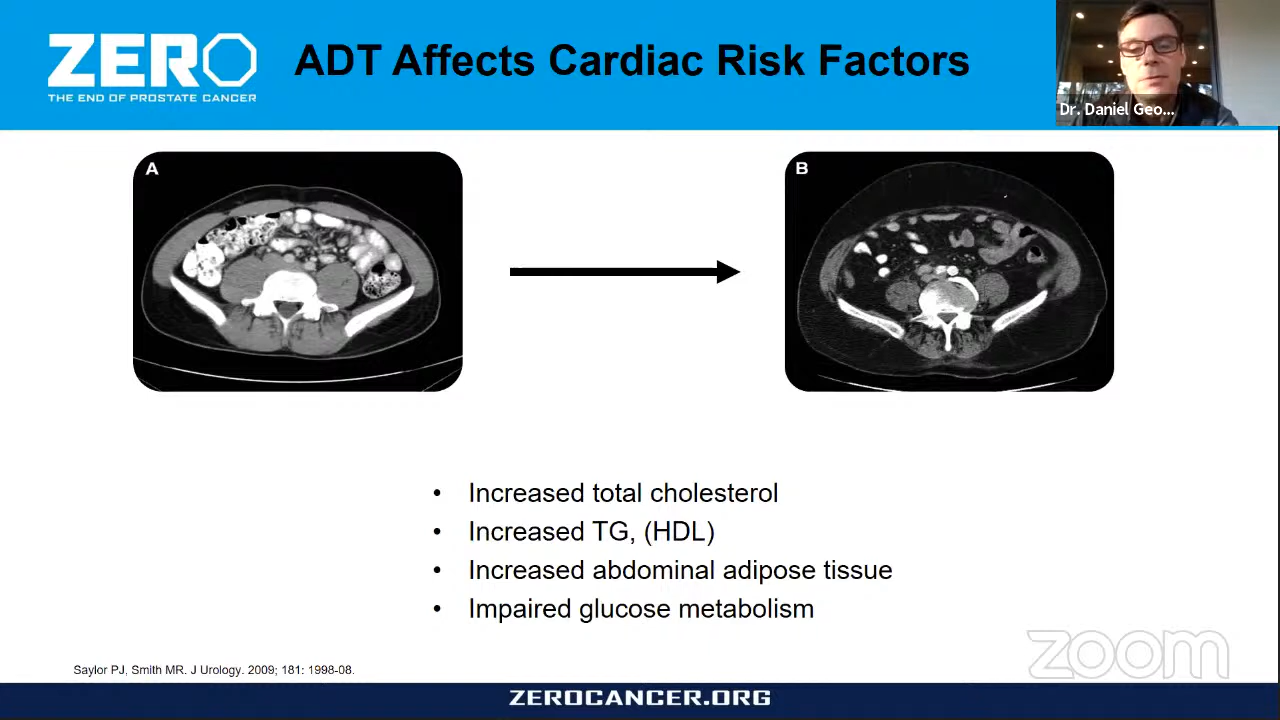 ZERO
THE END OF PROSTATE CANCER
ADT Affects Cardiac Risk Factors
Dr. Daniel Geo...
A
B
• Increased total cholesterol
• Increased TG, (HDL)
• Increased abdominal adipose tissue
• Impaired glucose metabolism
Saylor PJ, Smith MR. J Urology. 2009; 181: 1998-08.
zoom
ZEROCANCER.ORG